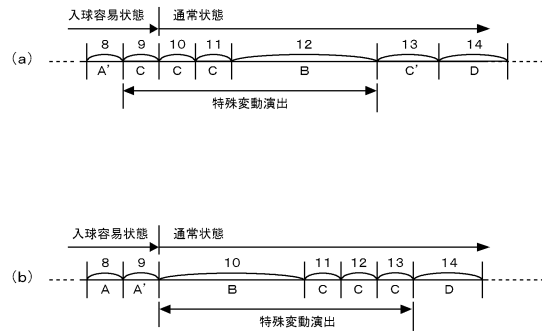 入球容易状態 通常状態
8 9 10 11 12 13 14
(a)
A' C C C B C' D
特殊変動演出
入球容易状態 通常状態
8 9 10 11 12 13 14
(b)
A A' B C C C D
特殊変動演出